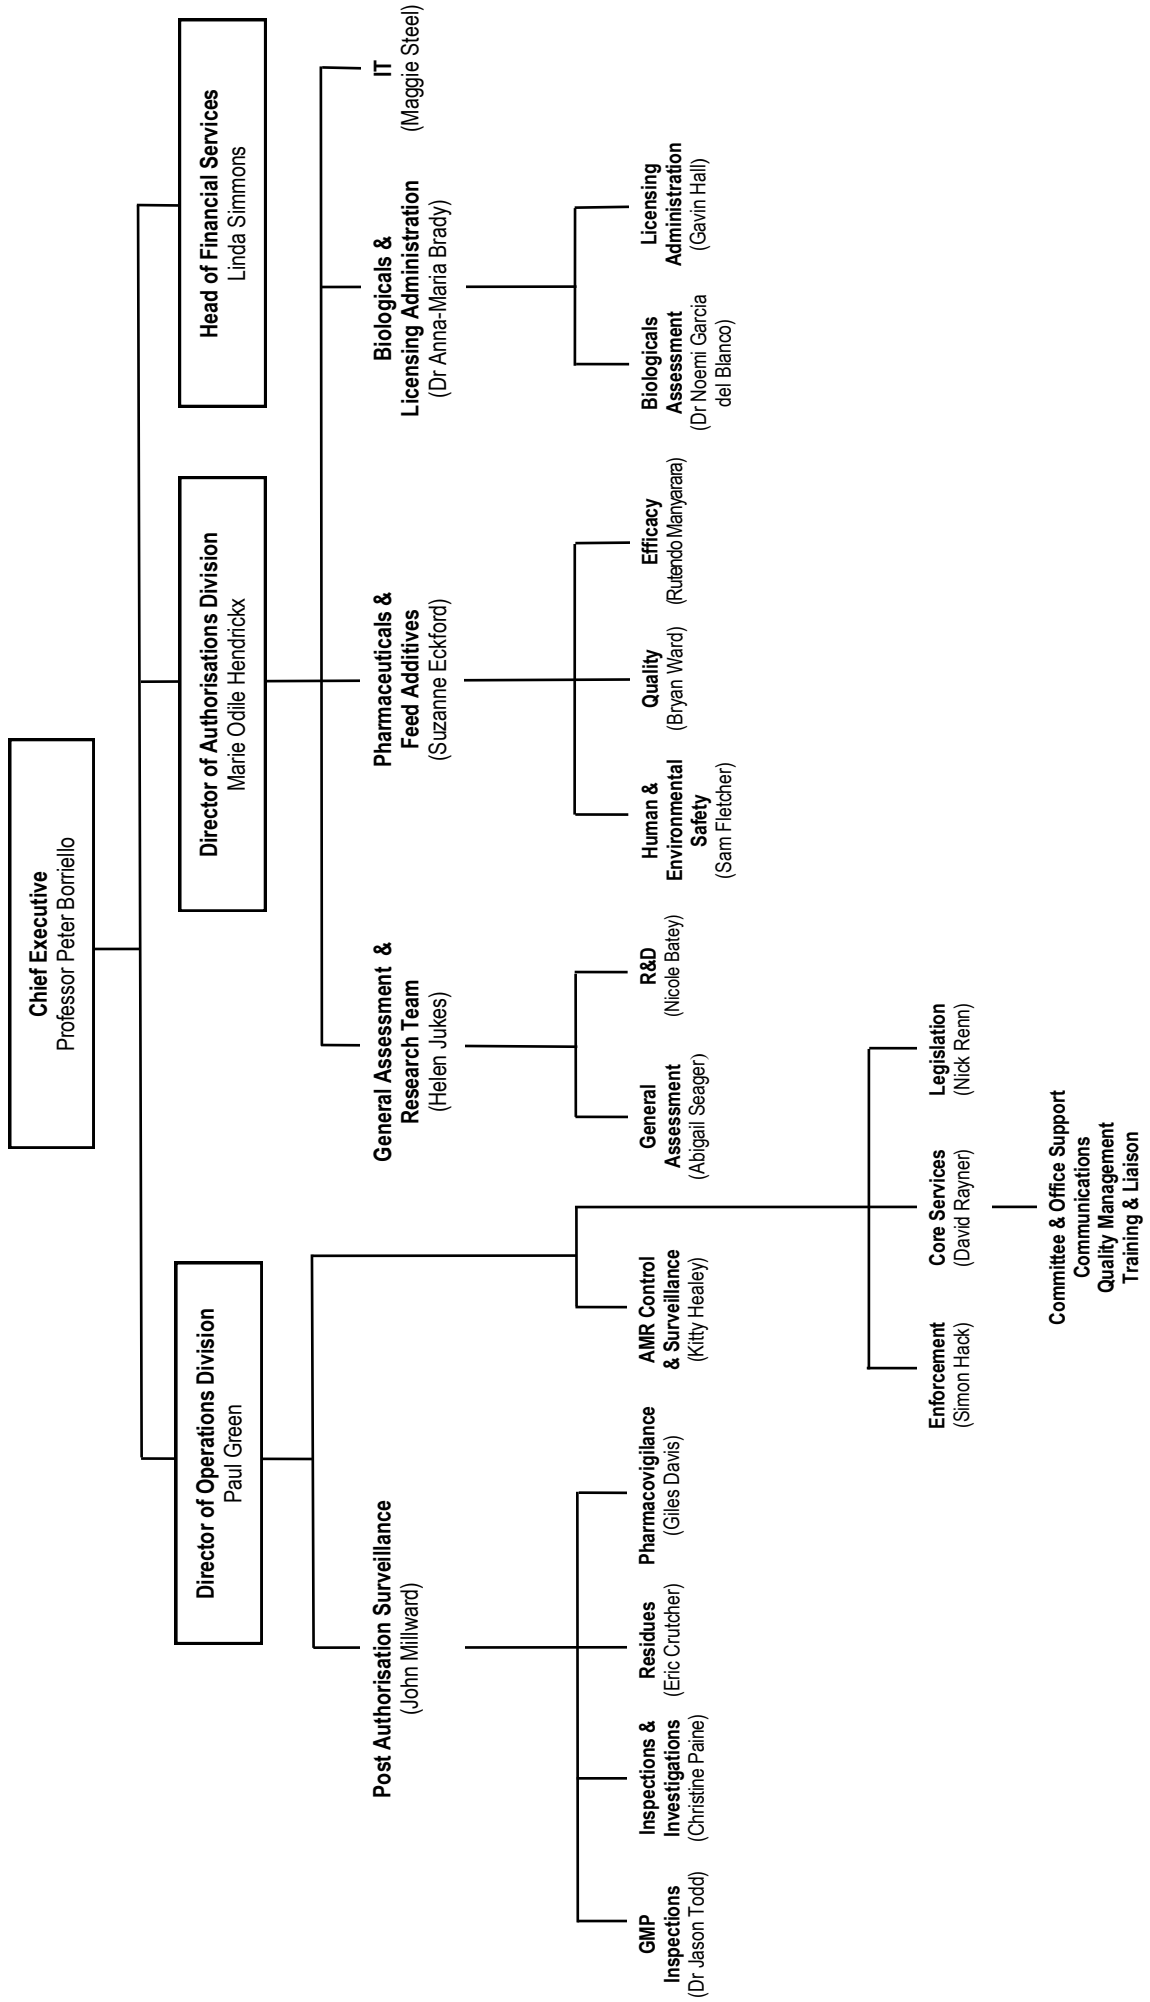 Chief Executive
Professor Peter Borriello
Director of Operations Division
Paul Green
Director of Authorisations Division
Marie Odile Hendrickx
Head of Financial Services
Linda Simmons
Post Authorisation Surveillance
(John Millward)
General Assessment &
Research Team
(Helen Jukes)
Pharmaceuticals &
Feed Additives
(Suzanne Eckford)
Biologicals &
Licensing Administration
(Dr Anna-Maria Brady)
IT
(Maggie Steel)
GMP
Inspections
(Dr Jason Todd)
Inspections &
Investigations
(Christine Paine)
Residues
(Eric Crutcher)
Pharmacovigilance
(Giles Davis)
AMR Control
& Surveillance
(Kitty Healey)
General
Assessment
(Abigail Seager)
R&D
(Nicole Batey)
Human &
Environmental
Safety
(Sam Fletcher)
Quality
(Bryan Ward)
Efficacy
(Rutendo Manyarara)
Biologicals
Assessment
(Dr Noemi Garcia
del Blanco)
Licensing
Administration
(Gavin Hall)
Enforcement
(Simon Hack)
Core Services
(David Rayner)
Legislation
(Nick Renn)
Committee & Office Support
Communications
Quality Management
Training & Liaison